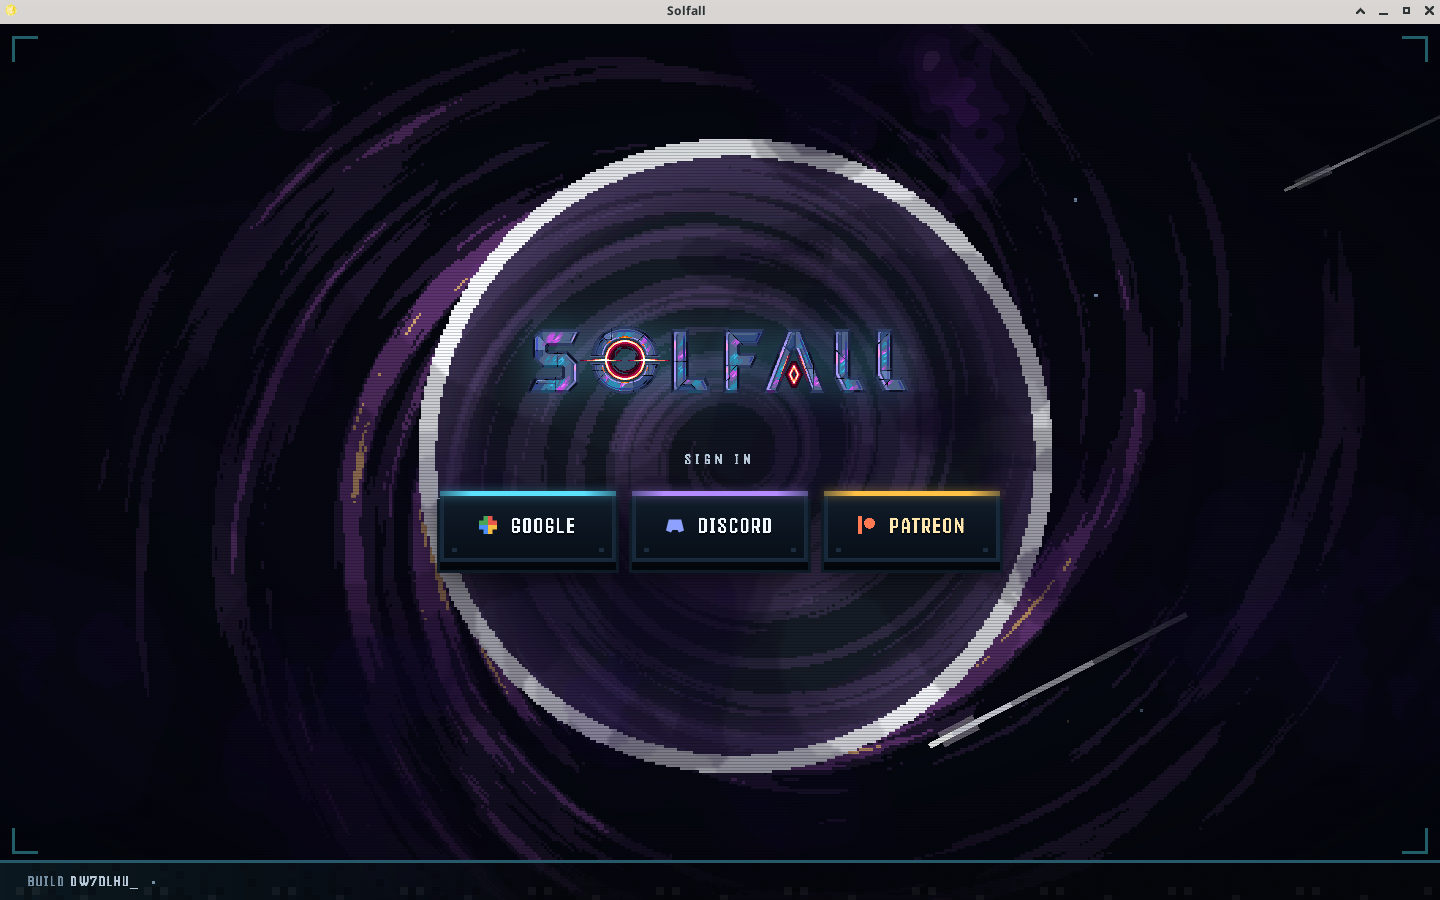 Solfall
SOLFALL
SIGN IN
GOOGLE
DISCORD
PATREON
BUILD DW7DLHU_